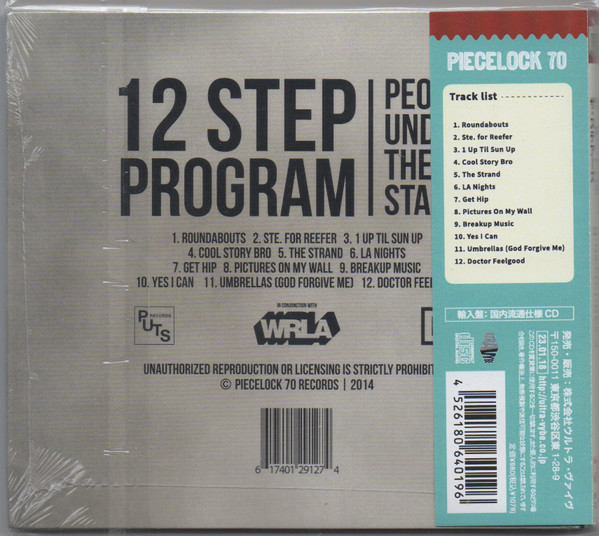 12 STEP
PROGRAM
PEO
UND
THE
STA
1. ROUNDABOUTS 2. STE. FOR REEFER 3. 1 UP TIL SUN UP
4. COOL STORY BRO 5. THE STRAND 6. LA NIGHTS
7. GET HIP 8. PICTURES ON MY WALL 9. BREAKUP MUSIC
10. YES I CAN 11. UMBRELLAS (GOD FORGIVE ME) 12. DOCTOR FEEL
RECORDS
PUTS
IN CONJUNCTION WITH
WRLA
UNAUTHORIZED REPRODUCTION OR LICENSING IS STRICTLY PROHIBIT
© PIECELOCK 70 RECORDS | 2014
6 17401 29127 4
PIECELOCK 70
Track list
1. Roundabouts
2. Ste. for Reefer
3. 1 Up Til Sun Up
4. Cool Story Bro
5. The Strand
6. LA Nights
7. Get Hip
8. Pictures On My Wall
9. Breakup Music
10. Yes I Can
11. Umbrellas (God Forgive Me)
12. Doctor Feelgood
輸入盤:国内流通仕様 CD
発売・販売:株式会社ウルトラ・ヴァイヴ
〒150-0011 東京都渋谷区東 1-28-9
23.01.18 http://ultra-vybe.co.jp
4 526180 640196